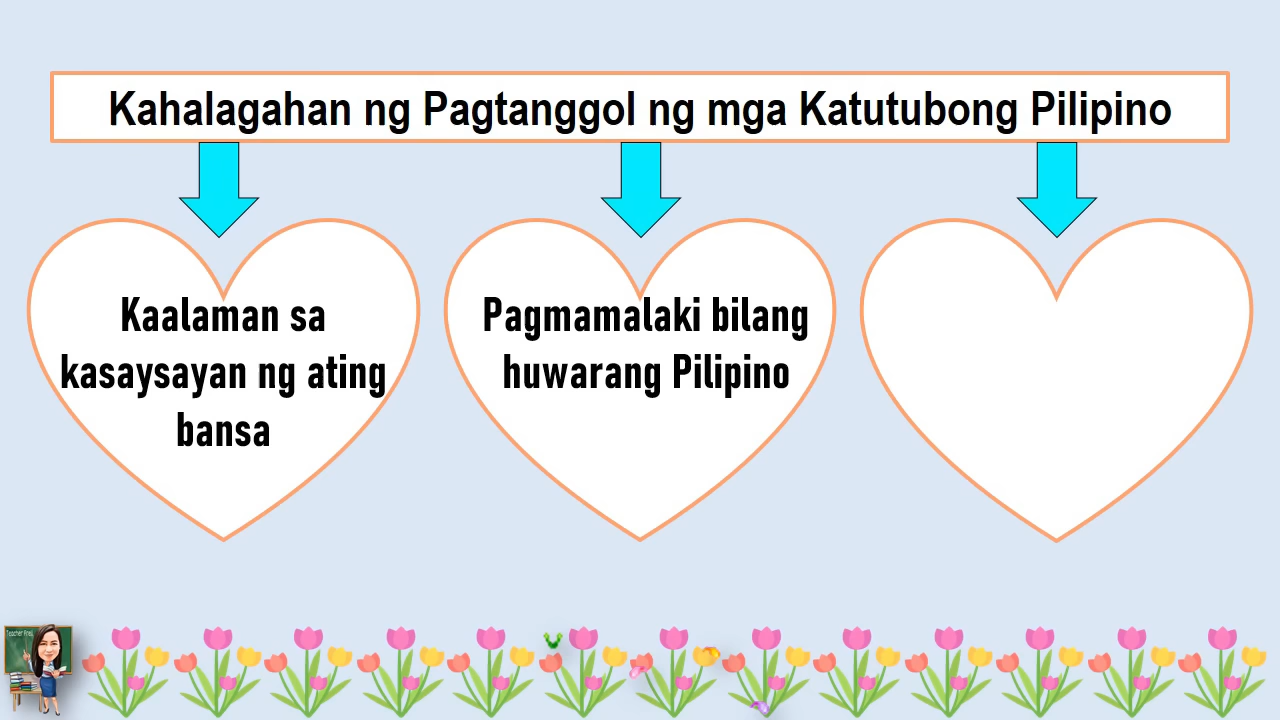 Kahalagahan ng Pagtanggol ng mga Katutubong Pilipino
Kaalaman sa
kasaysayan ng ating
bansa
Pagmamalaki bilang
huwarang Pilipino